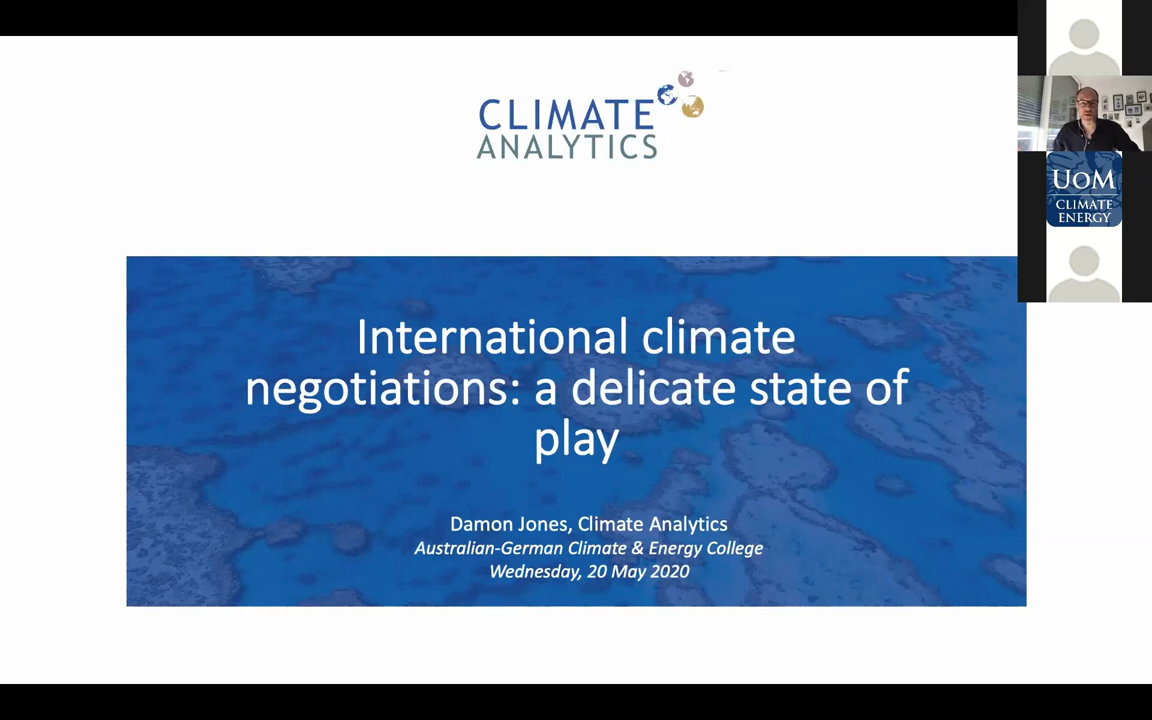 CLIMATE
ANALYTICS
UOM
CLIMATE
ENERGY
International climate
negotiations: a delicate state of
play
Damon Jones, Climate Analytics
Australian-German Climate & Energy College
Wednesday, 20 May 2020